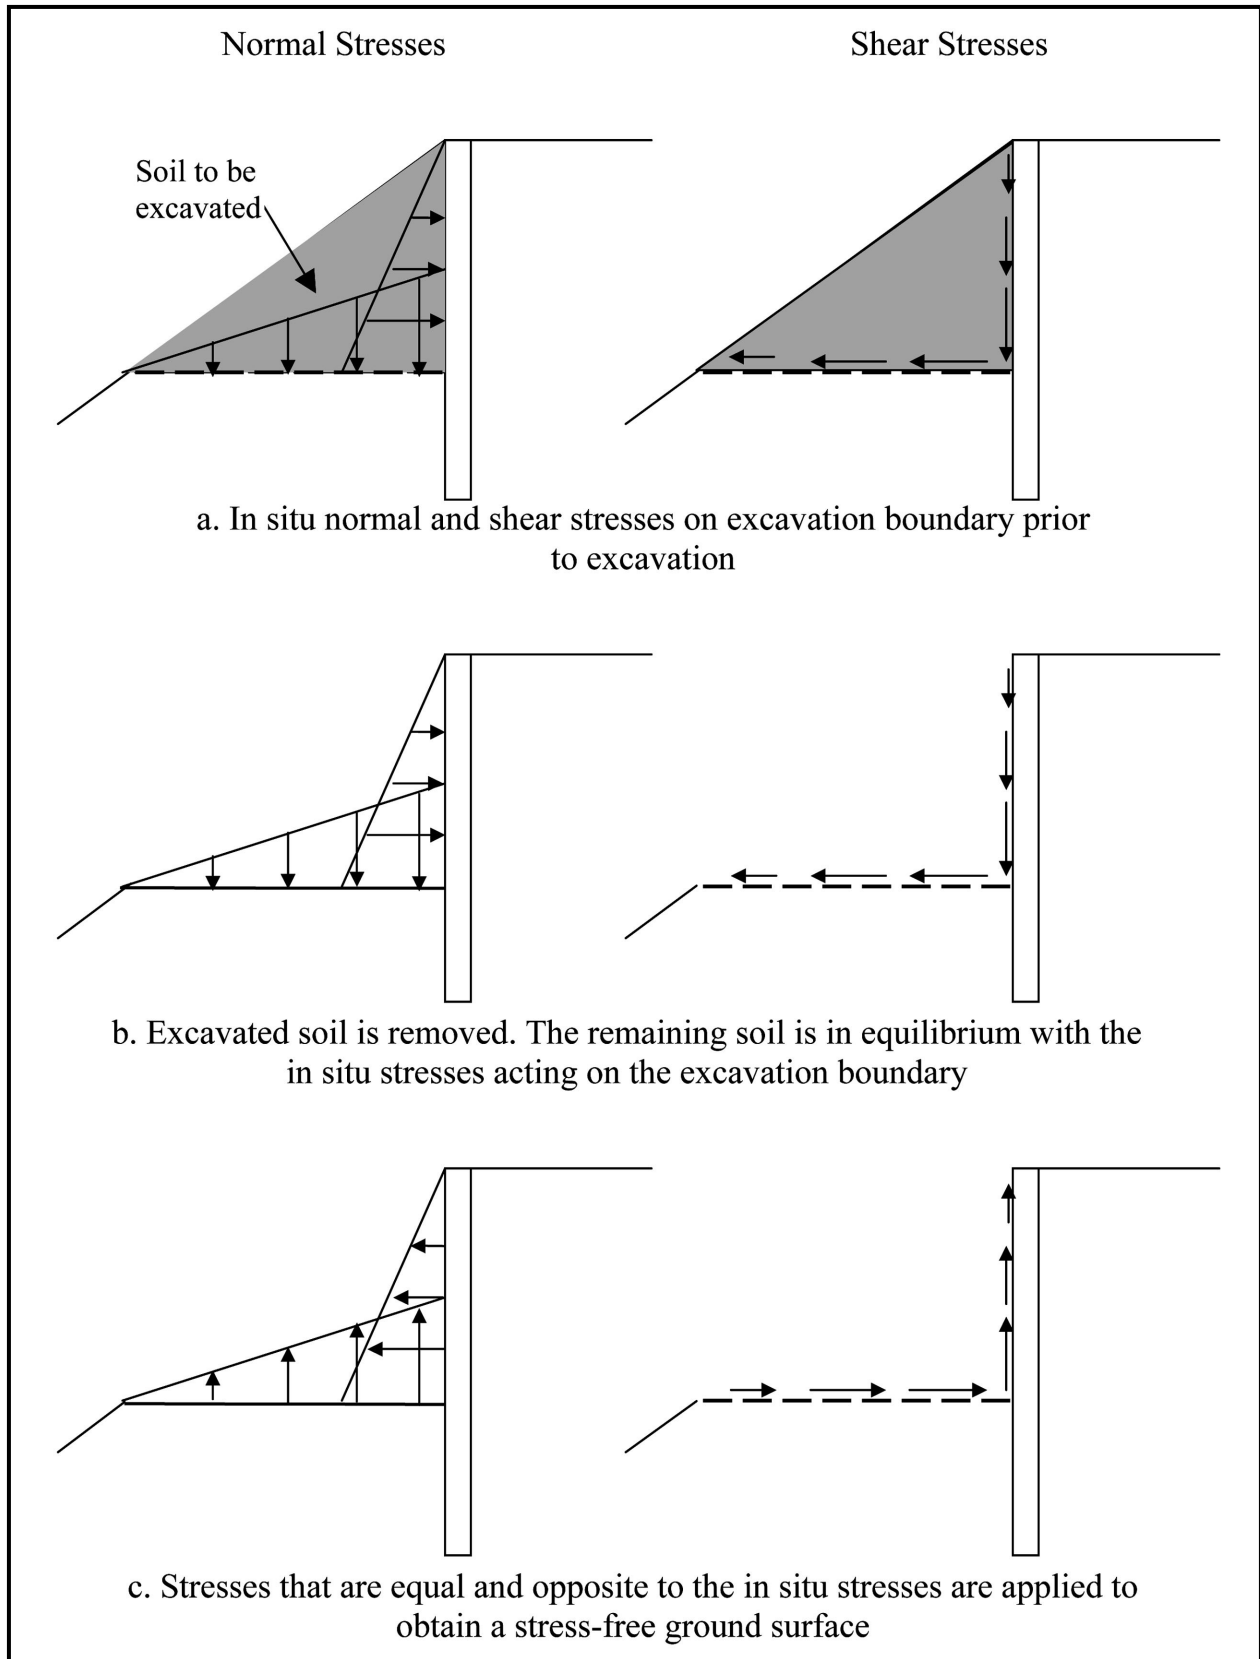 Normal Stresses
Shear Stresses
Soil to be
excavated
a. In situ normal and shear stresses on excavation boundary prior
to excavation
b. Excavated soil is removed. The remaining soil is in equilibrium with the
in situ stresses acting on the excavation boundary
c. Stresses that are equal and opposite to the in situ stresses are applied to
obtain a stress-free ground surface